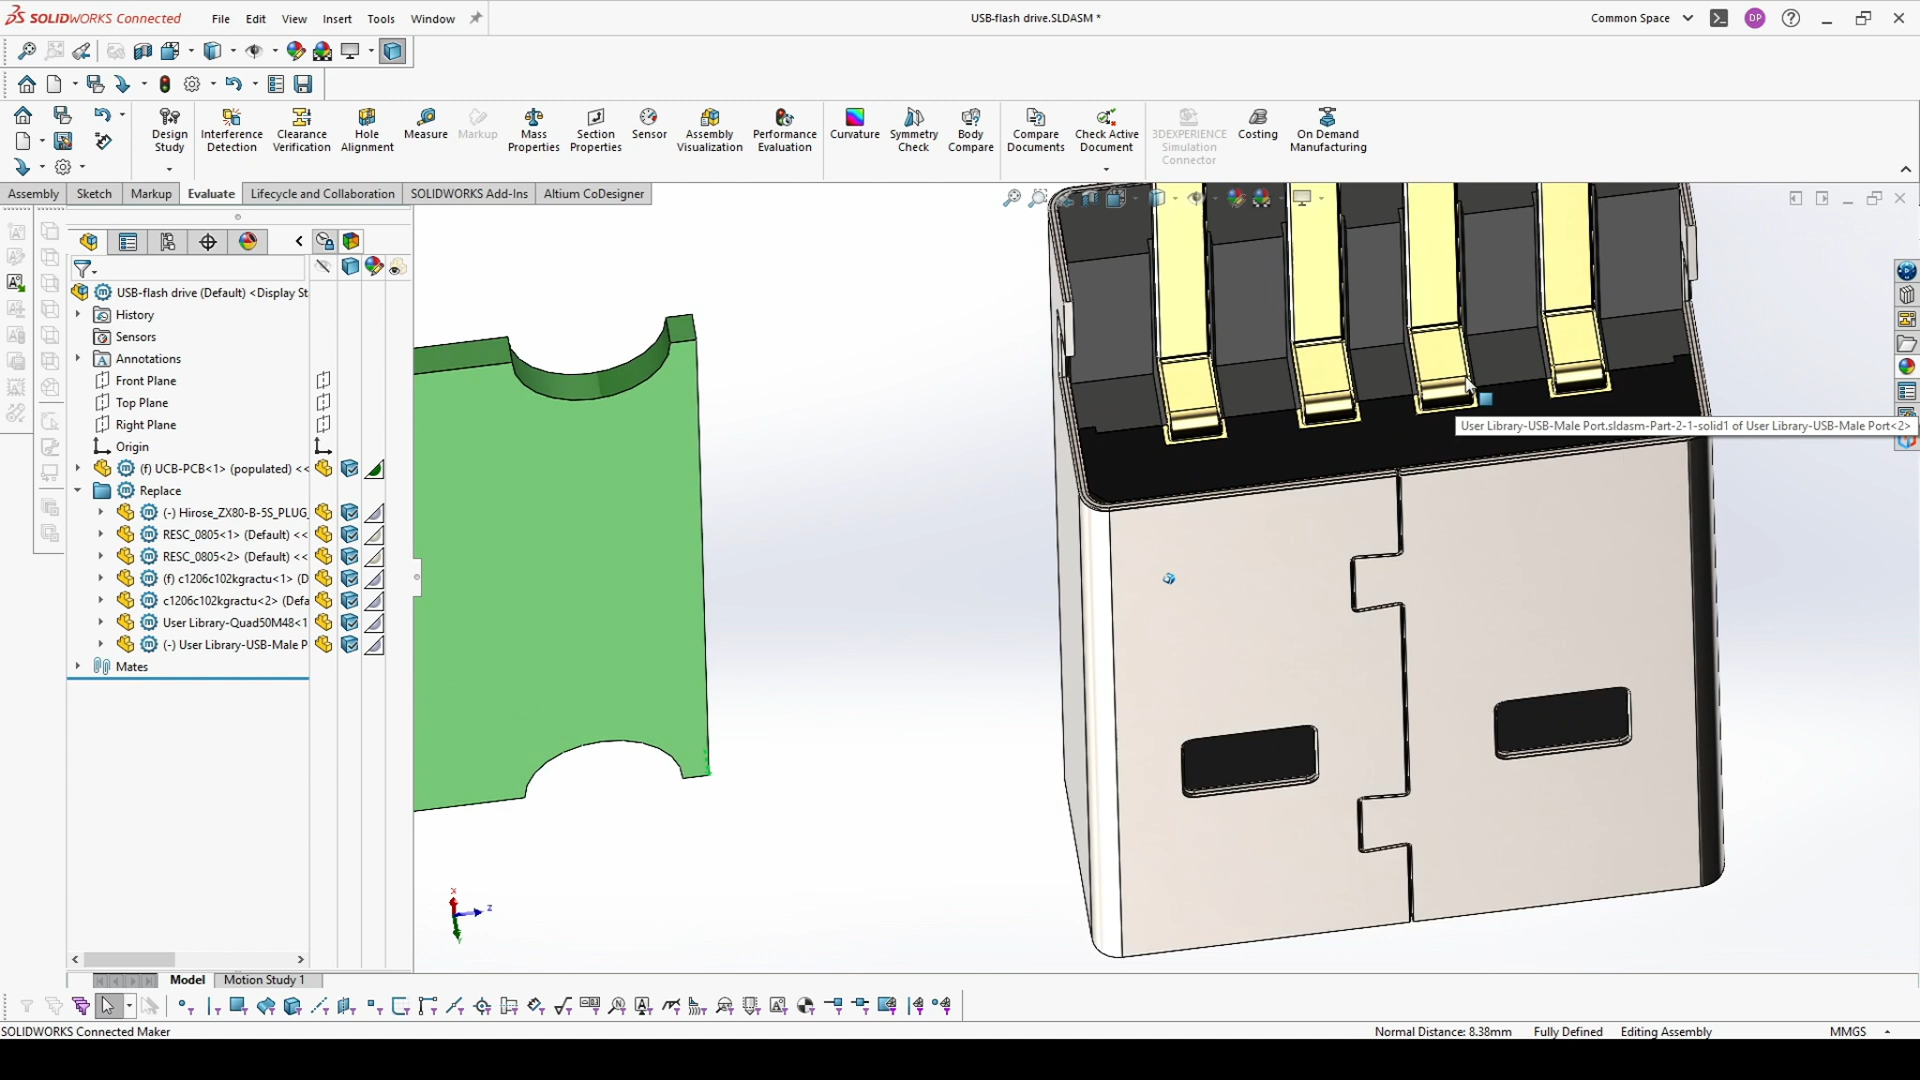 SOLIDWORKS Connected
File Edit View Insert Tools Window
USB-flash drive.SLDASM *
Common Space
DP
Design Study
Interference Detection
Clearance Verification
Hole Alignment
Measure
Markup
Mass Properties
Section Properties
Sensor
Assembly Visualization
Performance Evaluation
Curvature
Symmetry Check
Body Compare
Compare Documents
Check Active Document
3DEXPERIENCE Simulation Connector
Costing
On Demand Manufacturing
Assembly Sketch Markup Evaluate Lifecycle and Collaboration SOLIDWORKS Add-Ins Altium CoDesigner
USB-flash drive (Default) <Display St
History
Sensors
Annotations
Front Plane
Top Plane
Right Plane
Origin
(f) UCB-PCB<1> (populated) <<
Replace
(-) Hirose_ZX80-B-5S_PLUG_
RESC_0805<1> (Default) <<
RESC_0805<2> (Default) <<
(f) c1206c102kgractu<1> (D
c1206c102kgractu<2> (Defa
User Library-Quad50M48<1
(-) User Library-USB-Male P
Mates
User Library-USB-Male Port.sldasm-Part-2-1-solid1 of User Library-USB-Male Port<2>
x
z
Model Motion Study 1
SOLIDWORKS Connected Maker
Normal Distance: 8.38mm Fully Defined Editing Assembly MMGS